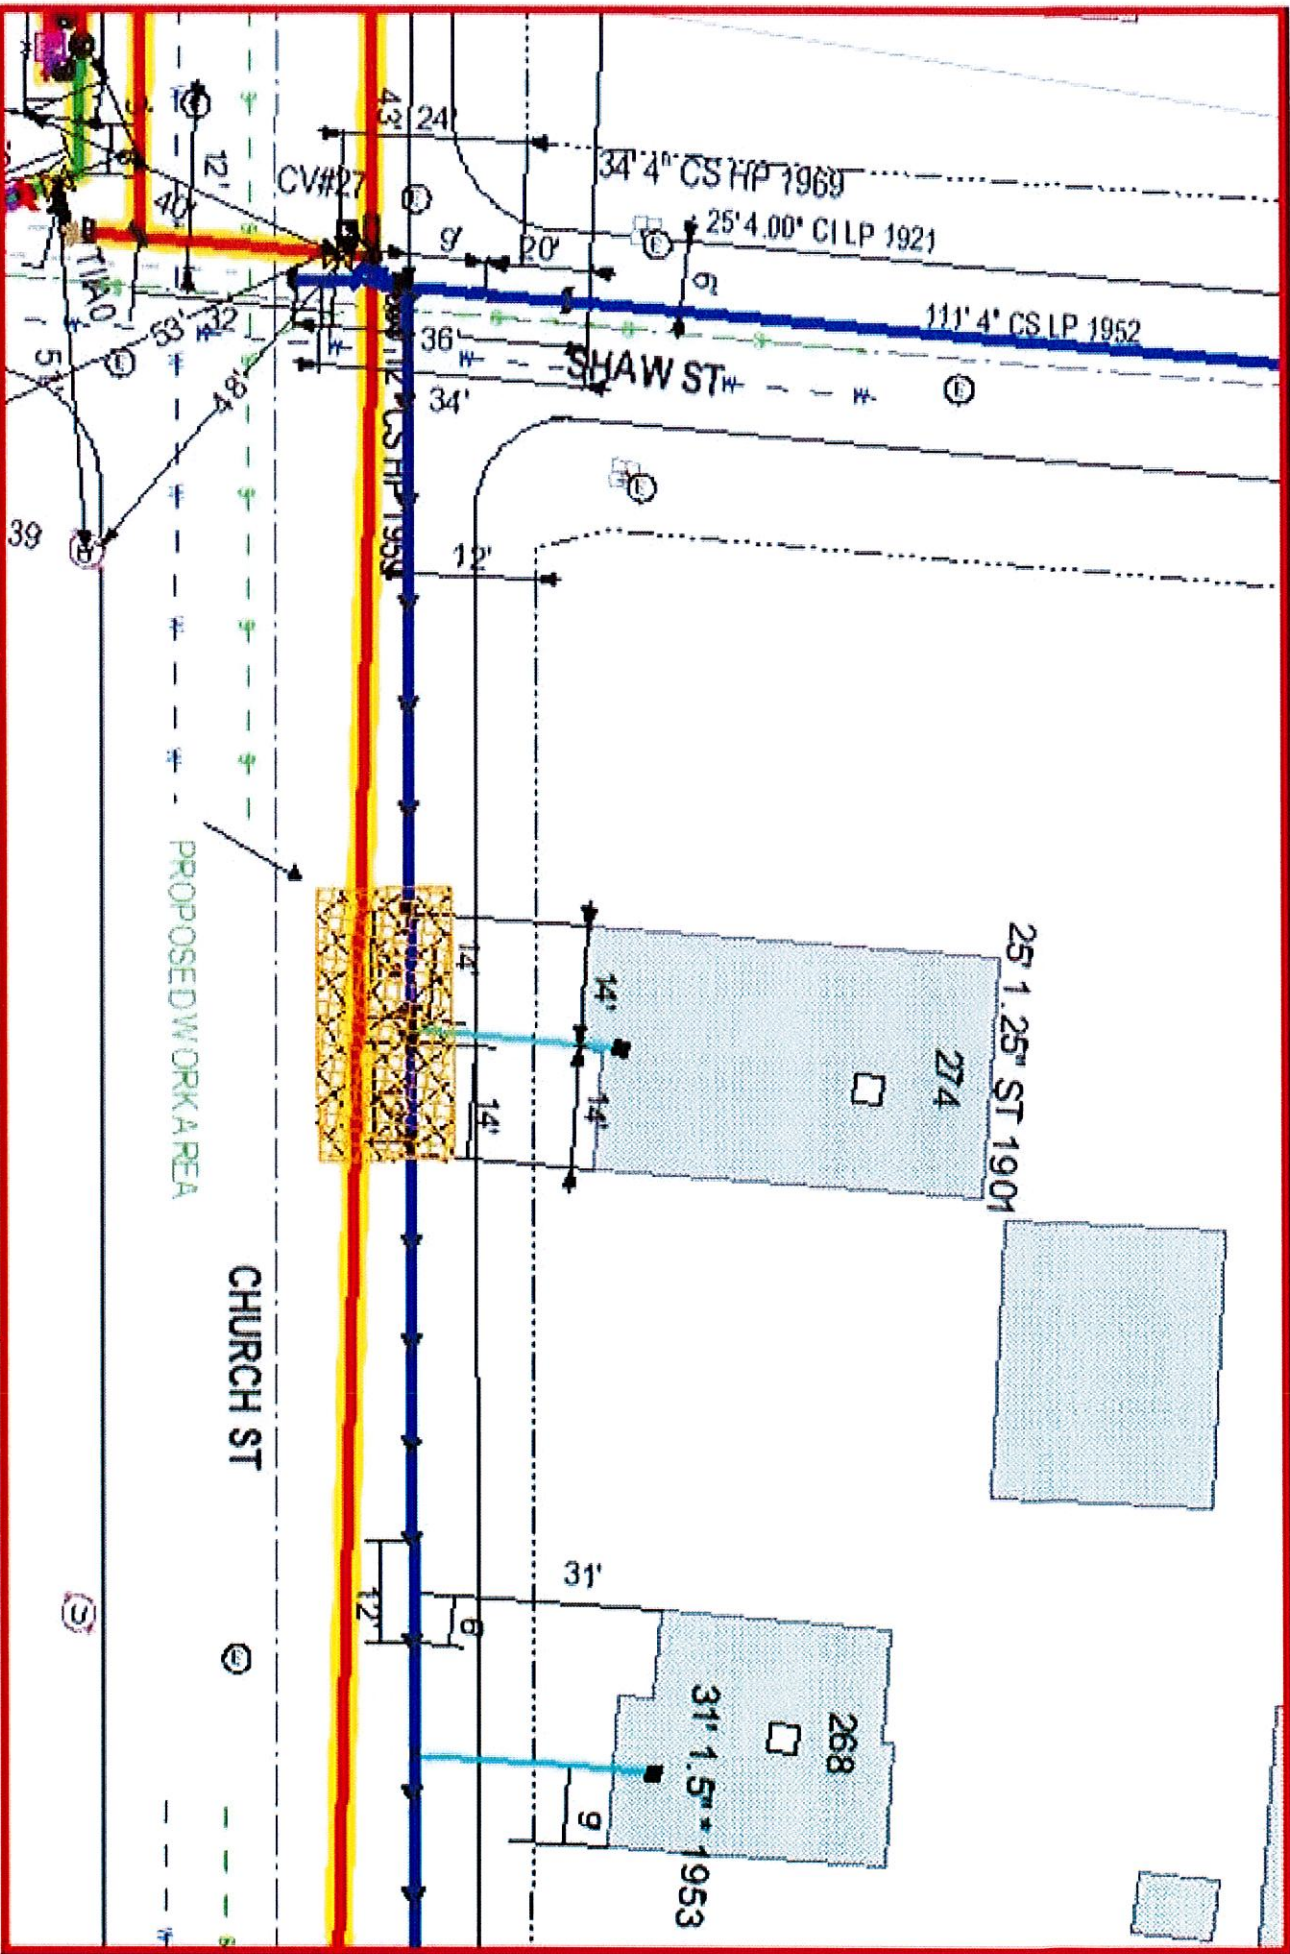 43'
24'
34' 4" CS HP 1969
12'
CV#27
40'
25' 4.00" CI LP 1921
9'
20'
9'
111' 4" CS LP 1952
53'
32'
36'
SHAW ST
34'
48'
39
12'
PROPOSED WORK AREA
14'
14'
14'
14'
274
25' 1.25" ST 1901
CHURCH ST
31'
12'
268
31' 1.5" * 1953
9